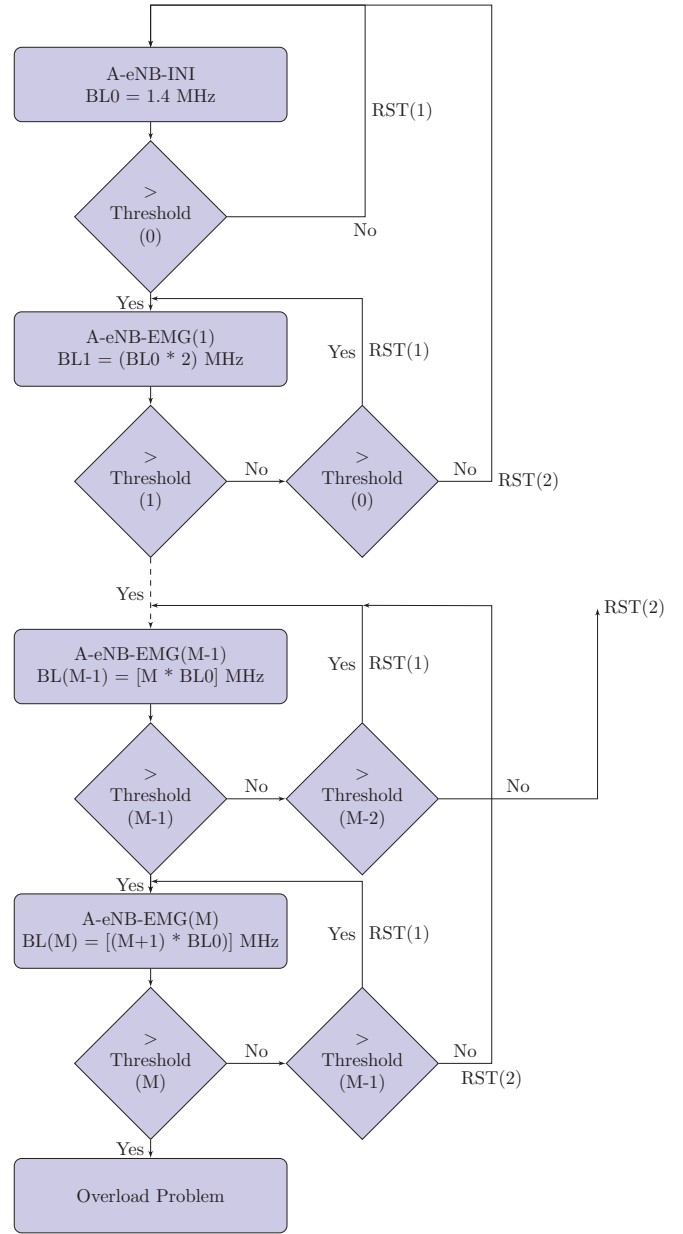 A-eNB-INI
BL0 = 1.4 MHz
RST(1)
>
Threshold
(0)
No
Yes
A-eNB-EMG(1)
BL1 = (BL0 * 2) MHz
Yes
RST(1)
>
Threshold
(1)
No
>
Threshold
(0)
No
RST(2)
Yes
RST(2)
A-eNB-EMG(M-1)
BL(M-1) = [M * BL0] MHz
Yes
RST(1)
>
Threshold
(M-1)
No
>
Threshold
(M-2)
No
Yes
A-eNB-EMG(M)
BL(M) = [(M+1) * BL0)] MHz
Yes
RST(1)
>
Threshold
(M)
No
>
Threshold
(M-1)
No
RST(2)
Yes
Overload Problem